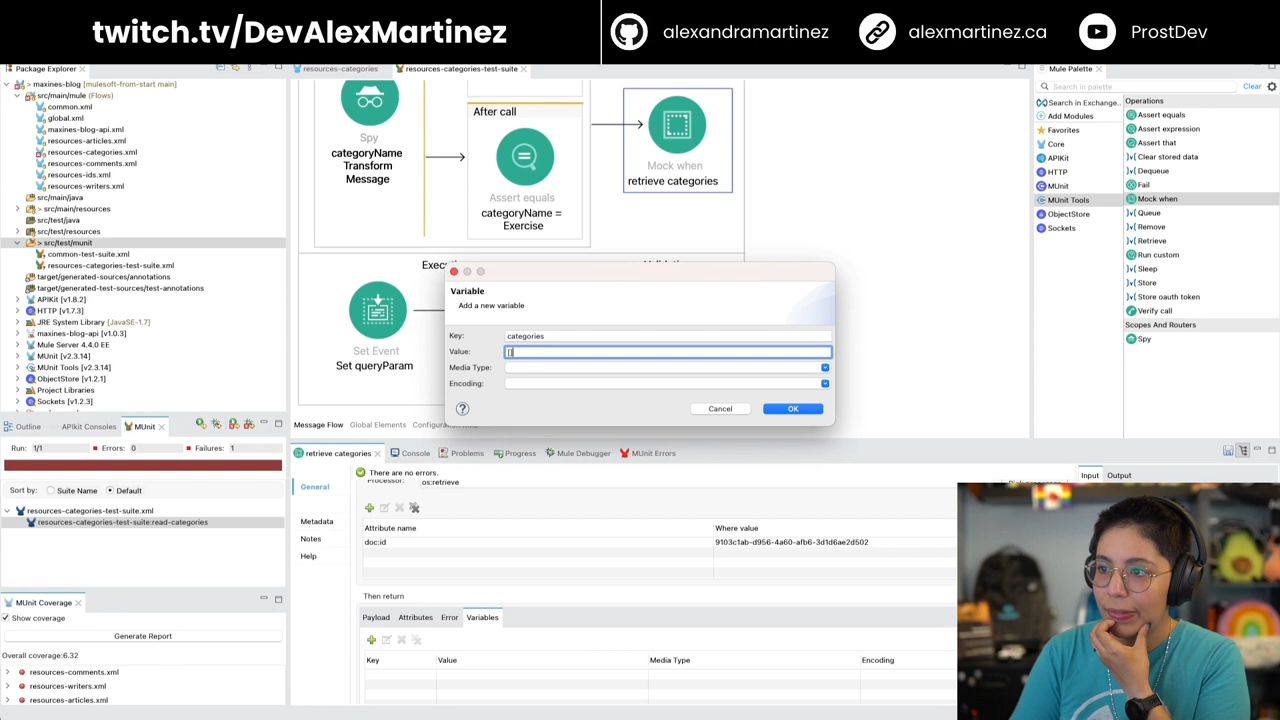 twitch.tv/DevAlexMartinez
alexandramartinez
alexmartinez.ca
ProstDev
Package Explorer
resources-categories
resources-categories-test-suite
Mule Palette
> maxines-blog [mulesoft-from-start main]
src/main/mule (Flows)
common.xml
global.xml
maxines-blog-api.xml
resources-articles.xml
resources-categories.xml
resources-comments.xml
resources-ids.xml
resources-writers.xml
src/main/java
> src/main/resources
src/test/java
src/test/resources
> src/test/munit
common-test-suite.xml
resources-categories-test-suite.xml
target/generated-sources/annotations
target/generated-test-sources/test-annotations
APIKit [v1.8.2]
HTTP [v1.7.3]
JRE System Library [JavaSE-1.7]
maxines-blog-api [v1.0.3]
Mule Server 4.4.0 EE
MUnit [v2.3.14]
MUnit Tools [v2.3.14]
ObjectStore [v1.2.1]
Project Libraries
Sockets [v1.2.3]
Spy
categoryName
Transform
Message
After call
Assert equals
categoryName =
Exercise
Mock when
retrieve categories
Set Event
Set queryParam
Variable
Add a new variable
Key:
categories
Value:
[]
Media Type:
Encoding:
Cancel
OK
Message Flow
Global Elements
Search in palette
Clear
Search in Exchange..
Add Modules
Favorites
Core
APIKit
HTTP
MUnit
MUnit Tools
ObjectStore
Sockets
Operations
Assert equals
Assert expression
Assert that
Clear stored data
Dequeue
Fail
Mock when
Queue
Remove
Retrieve
Run custom
Sleep
Store
Store oauth token
Verify call
Scopes And Routers
Spy
Outline
APIkit Consoles
MUnit
Run: 1/1
Errors: 0
Failures: 1
Sort by:
Suite Name
Default
resources-categories-test-suite.xml
resources-categories-test-suite:read-categories
MUnit Coverage
Show coverage
Generate Report
Overall coverage:6.32
resources-comments.xml
resources-writers.xml
resources-articles.xml
retrieve categories
Console
Problems
Progress
Mule Debugger
MUnit Errors
There are no errors.
General
Metadata
Notes
Help
Processor:
os:retrieve
Attribute name
Where value
doc:id
9103c1ab-d956-4a60-afb6-3d1d6ae2d502
Then return
Payload
Attributes
Error
Variables
Key
Value
Media Type
Encoding
Input
Output